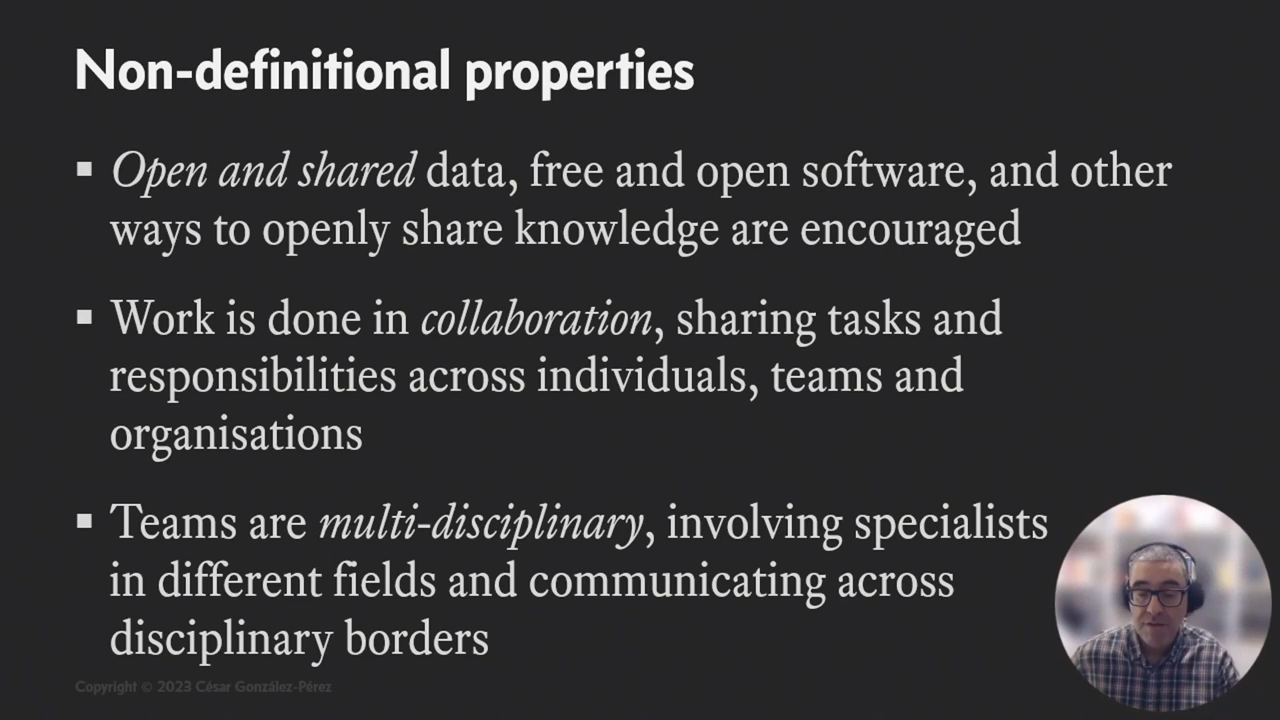 Non-definitional properties
▪ Open and shared data, free and open software, and other
ways to openly share knowledge are encouraged
▪ Work is done in collaboration, sharing tasks and
responsibilities across individuals, teams and
organisations
▪ Teams are multi-disciplinary, involving specialists
in different fields and communicating across
disciplinary borders
Copyright © 2023 César González-Pérez